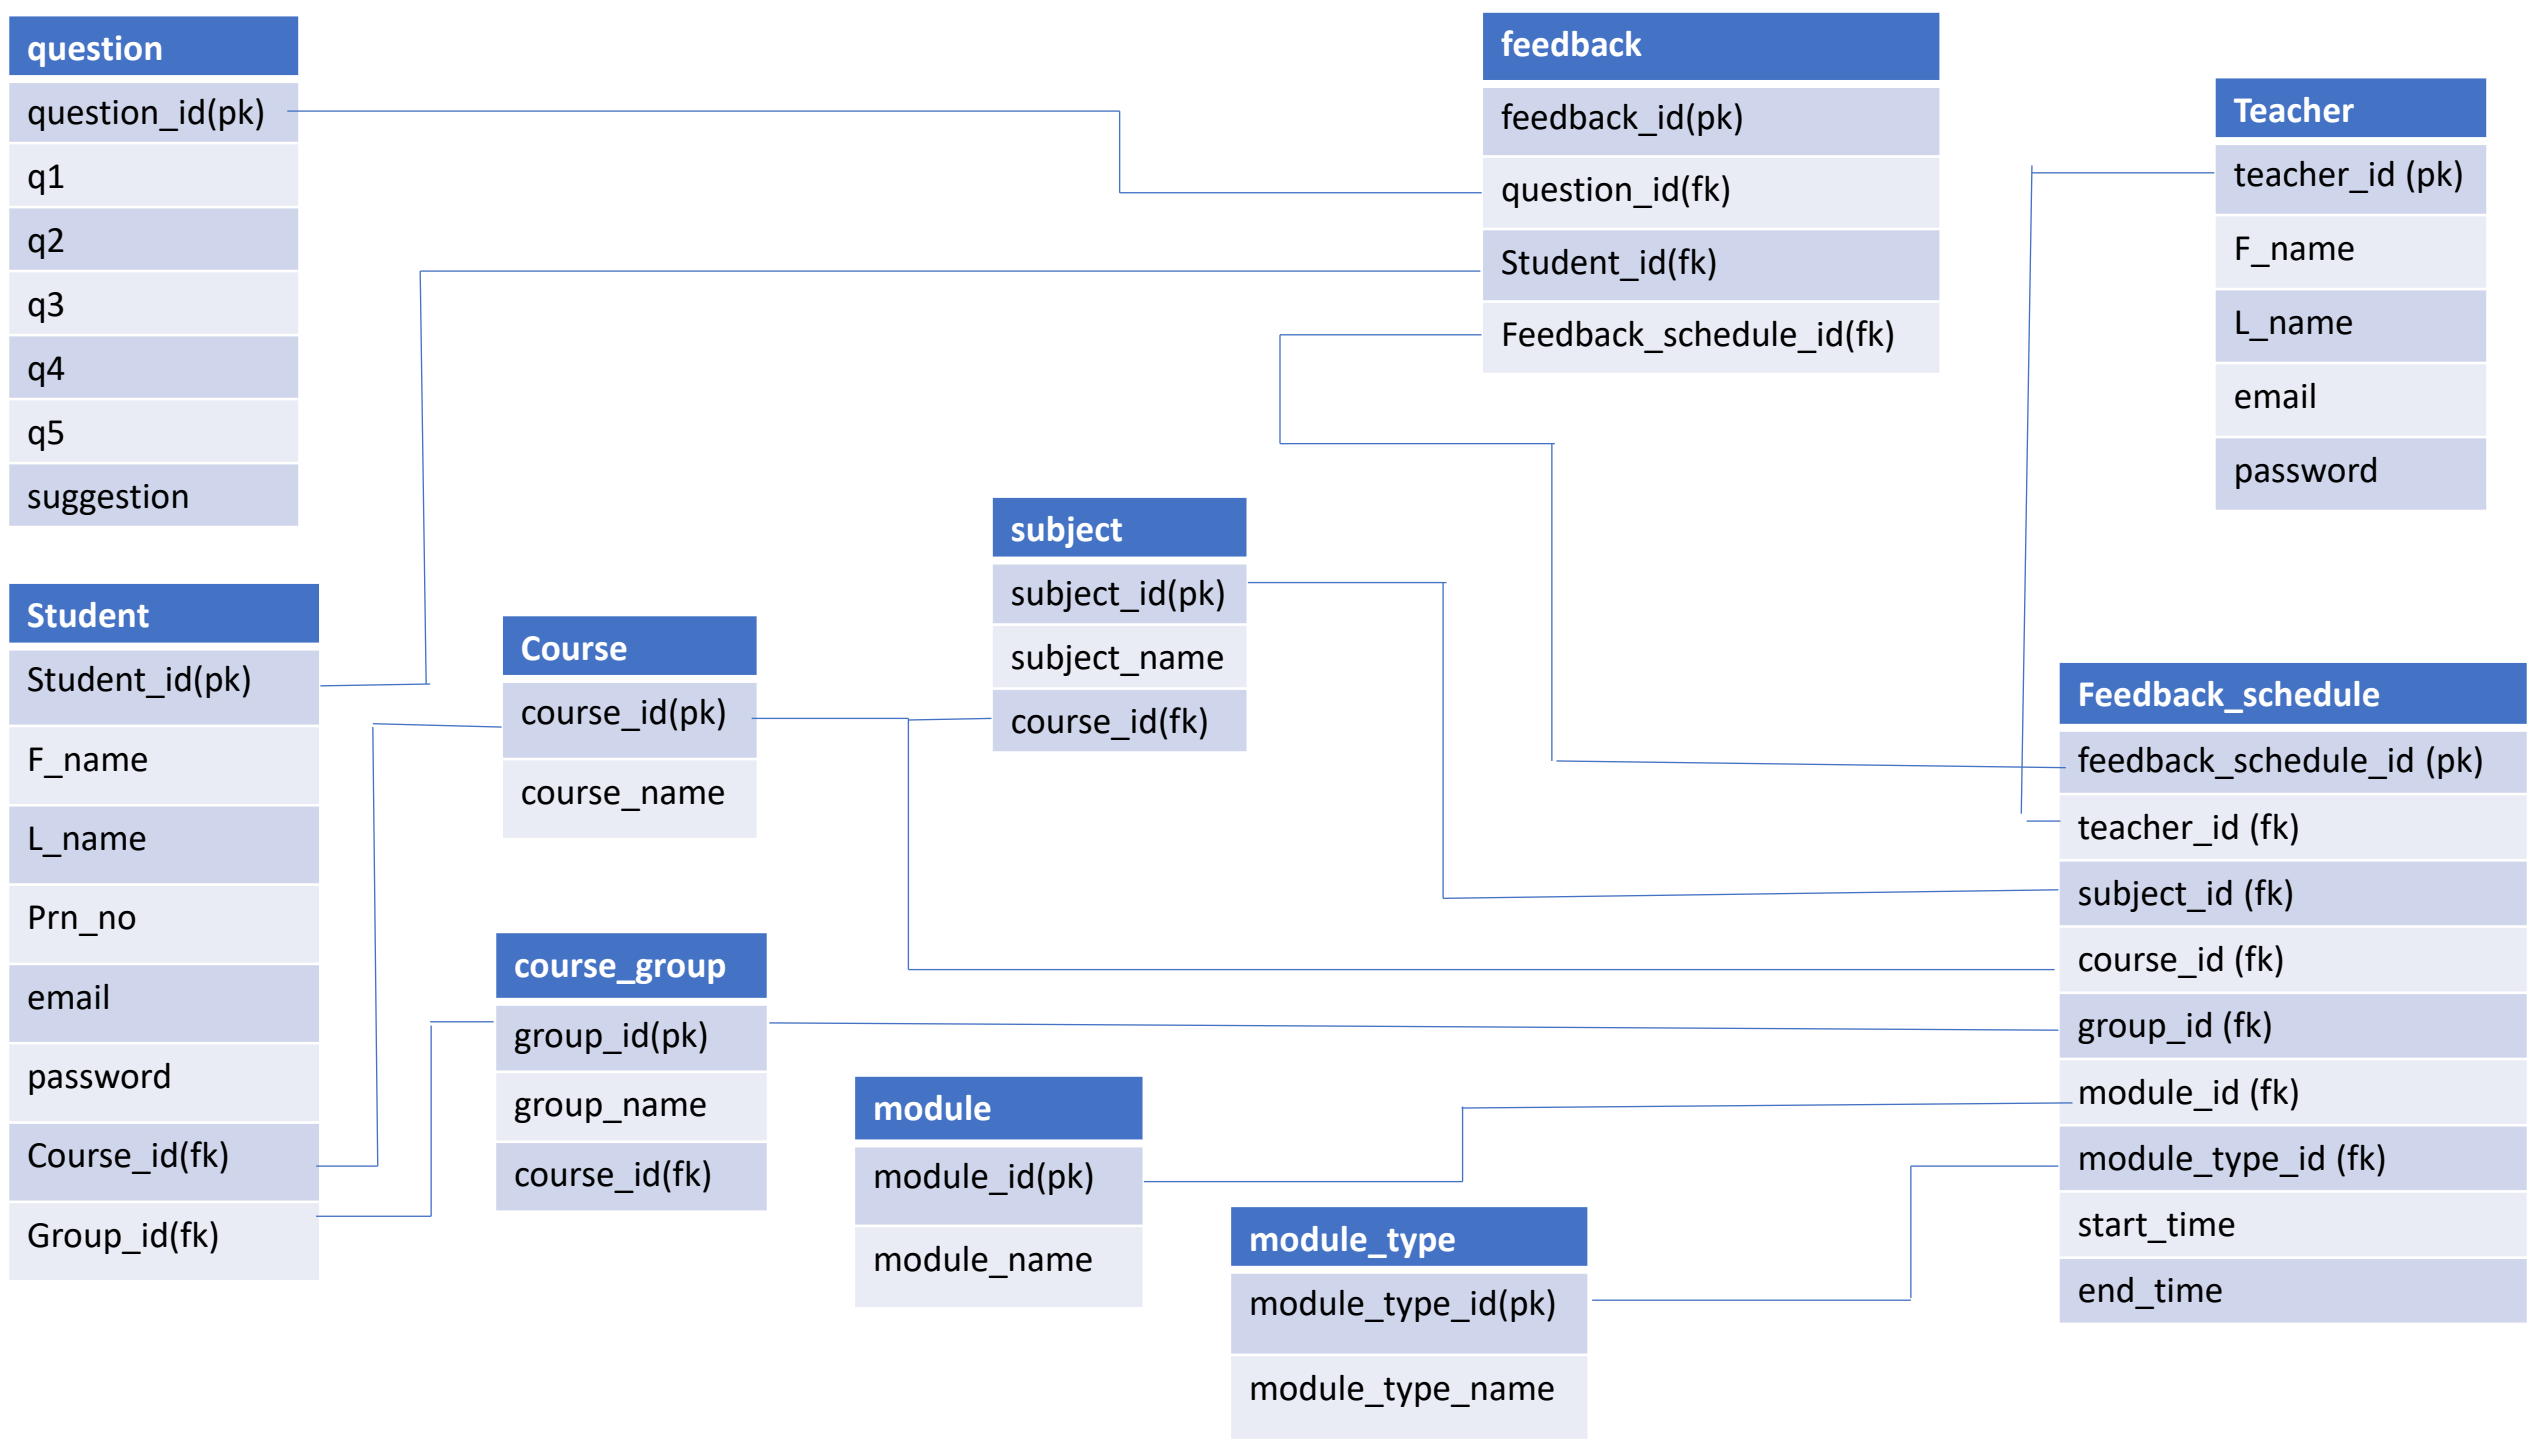 question
question_id(pk)
q1
q2
q3
q4
q5
suggestion
feedback
feedback_id(pk)
question_id(fk)
Student_id(fk)
Feedback_schedule_id(fk)
Teacher
teacher_id (pk)
F_name
L_name
email
password
Student
Student_id(pk)
F_name
L_name
Prn_no
email
password
Course_id(fk)
Group_id(fk)
Course
course_id(pk)
course_name
subject
subject_id(pk)
subject_name
course_id(fk)
course_group
group_id(pk)
group_name
course_id(fk)
module
module_id(pk)
module_name
module_type
module_type_id(pk)
module_type_name
Feedback_schedule
feedback_schedule_id (pk)
teacher_id (fk)
subject_id (fk)
course_id (fk)
group_id (fk)
module_id (fk)
module_type_id (fk)
start_time
end_time